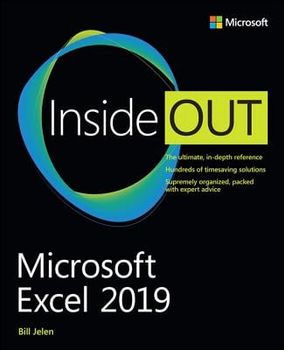 Microsoft
Inside OUT
The ultimate, in-depth reference
Hundreds of timesaving solutions
Supremely organized, packed
with expert advice
Microsoft
Excel 2019
Bill Jelen